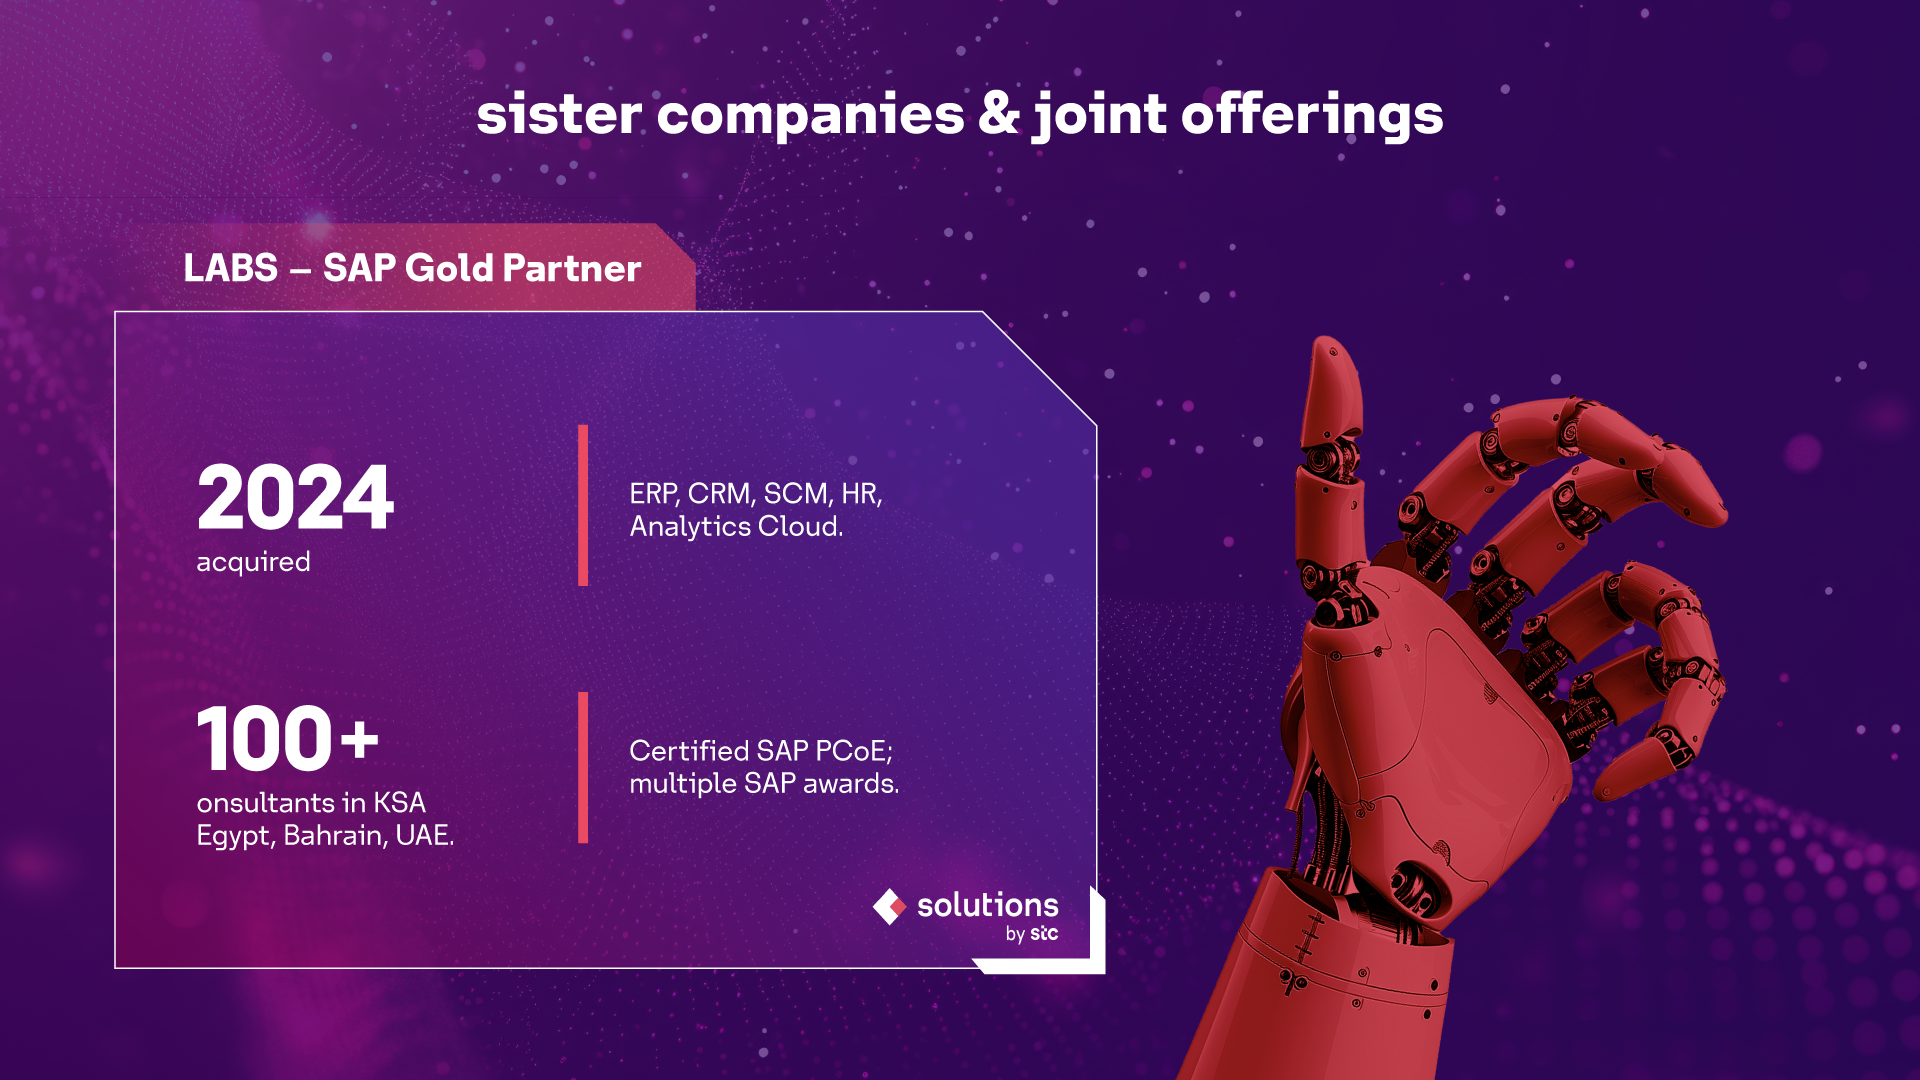 sister companies & joint offerings
LABS – SAP Gold Partner
2024
acquired
ERP, CRM, SCM, HR,
Analytics Cloud.
100+
onsultants in KSA
Egypt, Bahrain, UAE.
Certified SAP PCoE;
multiple SAP awards.
solutions
by stc